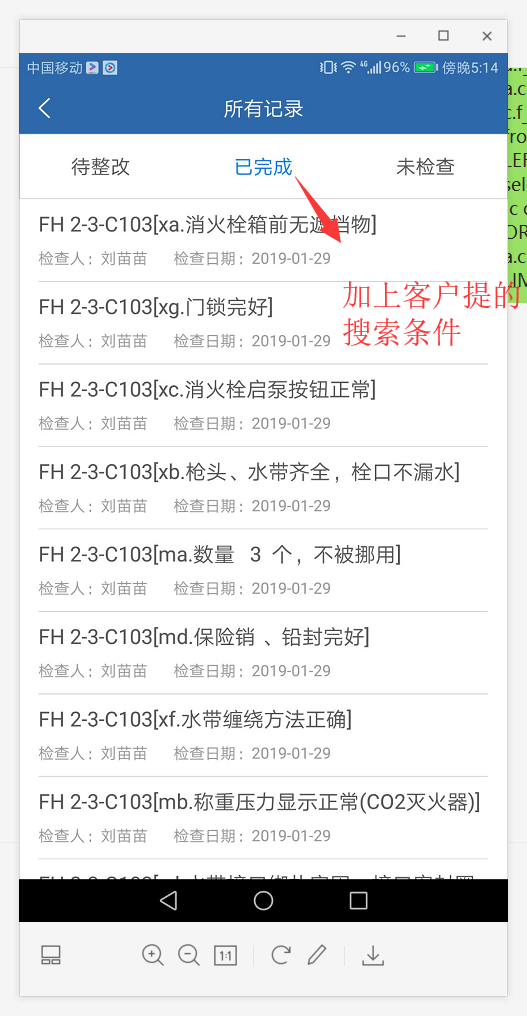 中国移动 4G 96% 傍晚5:14
所有记录
待整改 已完成 未检查
FH 2-3-C103[xa.消火栓箱前无遮挡物]
检查人：刘苗苗 检查日期：2019-01-29
加上客户提的
搜索条件
FH 2-3-C103[xg.门锁完好]
检查人：刘苗苗 检查日期：2019-01-29
FH 2-3-C103[xc.消火栓启泵按钮正常]
检查人：刘苗苗 检查日期：2019-01-29
FH 2-3-C103[xb.枪头、水带齐全，栓口不漏水]
检查人：刘苗苗 检查日期：2019-01-29
FH 2-3-C103[ma.数量 3 个，不被挪用]
检查人：刘苗苗 检查日期：2019-01-29
FH 2-3-C103[md.保险销 、铅封完好]
检查人：刘苗苗 检查日期：2019-01-29
FH 2-3-C103[xf.水带缠绕方法正确]
检查人：刘苗苗 检查日期：2019-01-29
FH 2-3-C103[mb.称重压力显示正常(CO2灭火器)]
检查人：刘苗苗 检查日期：2019-01-29
1:1